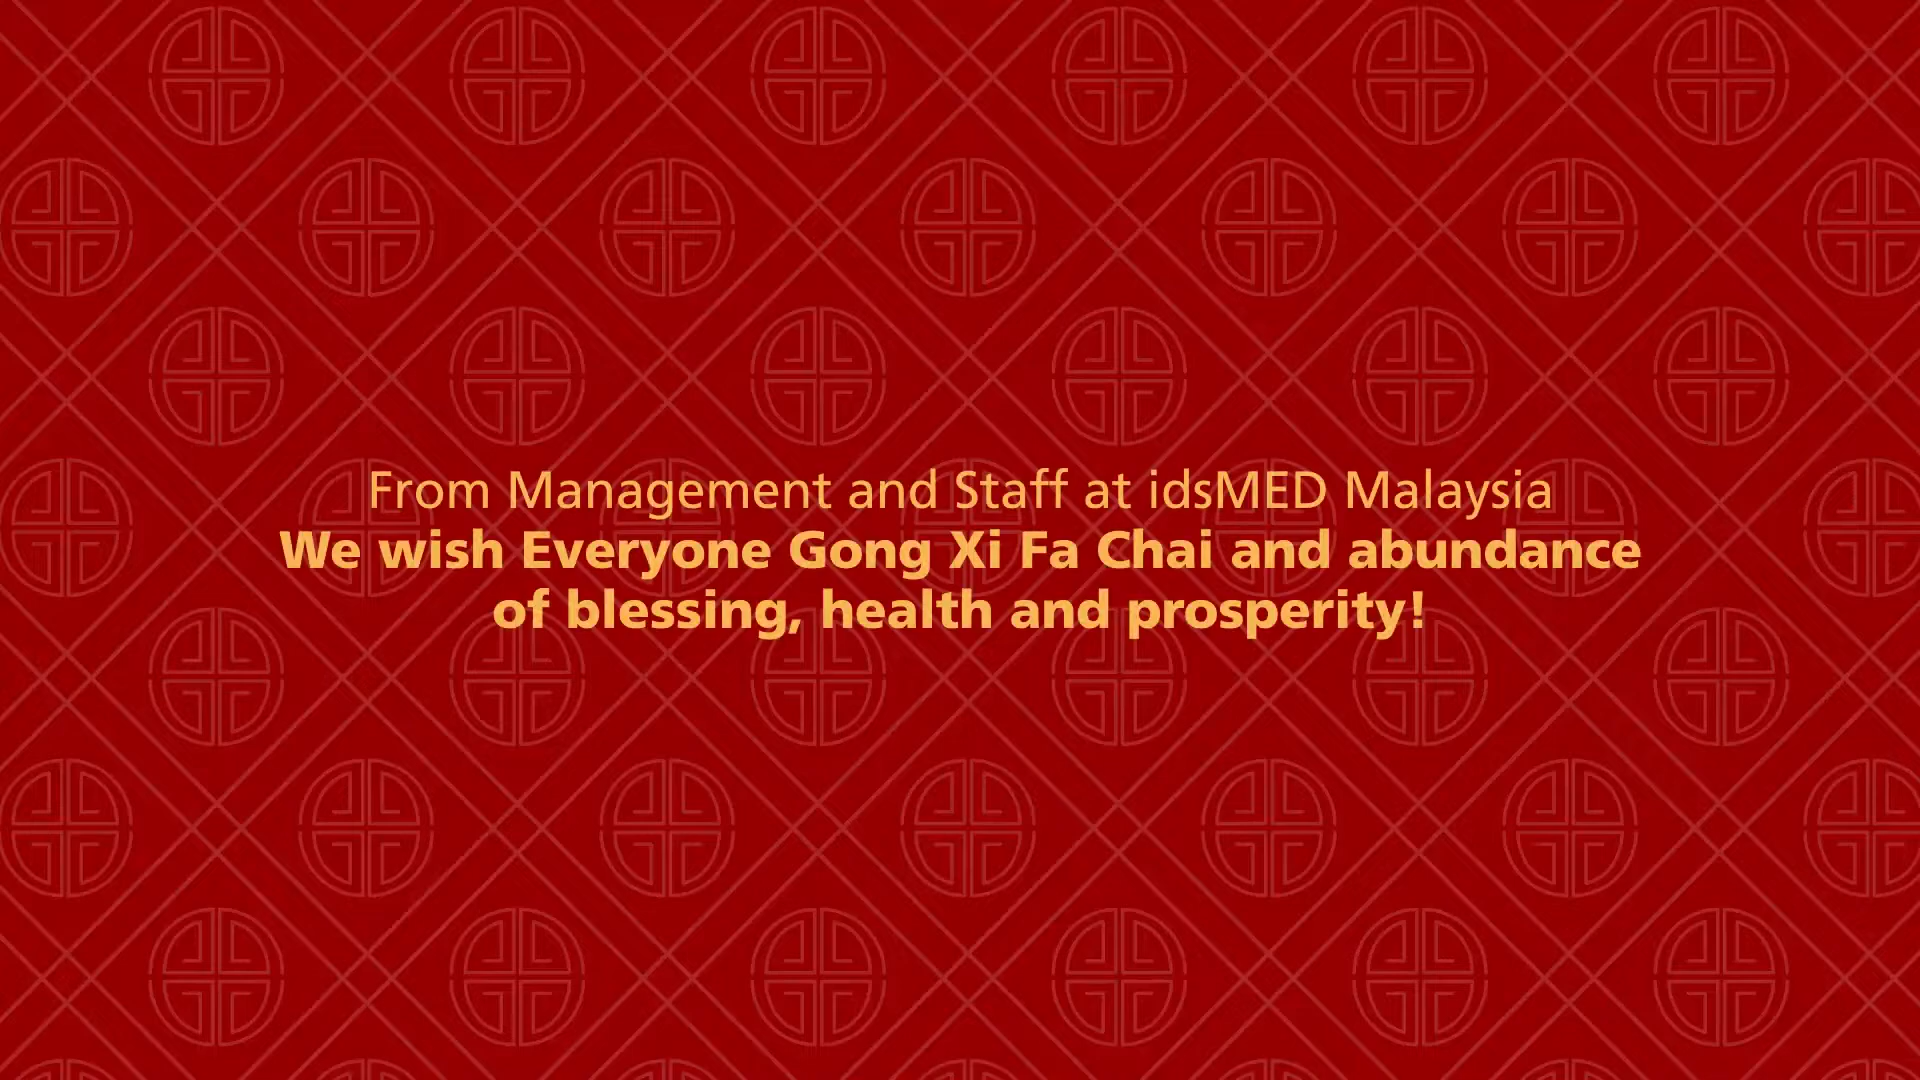 From Management and Staff at idsMED Malaysia
We wish Everyone Gong Xi Fa Chai and abundance
of blessing, health and prosperity!